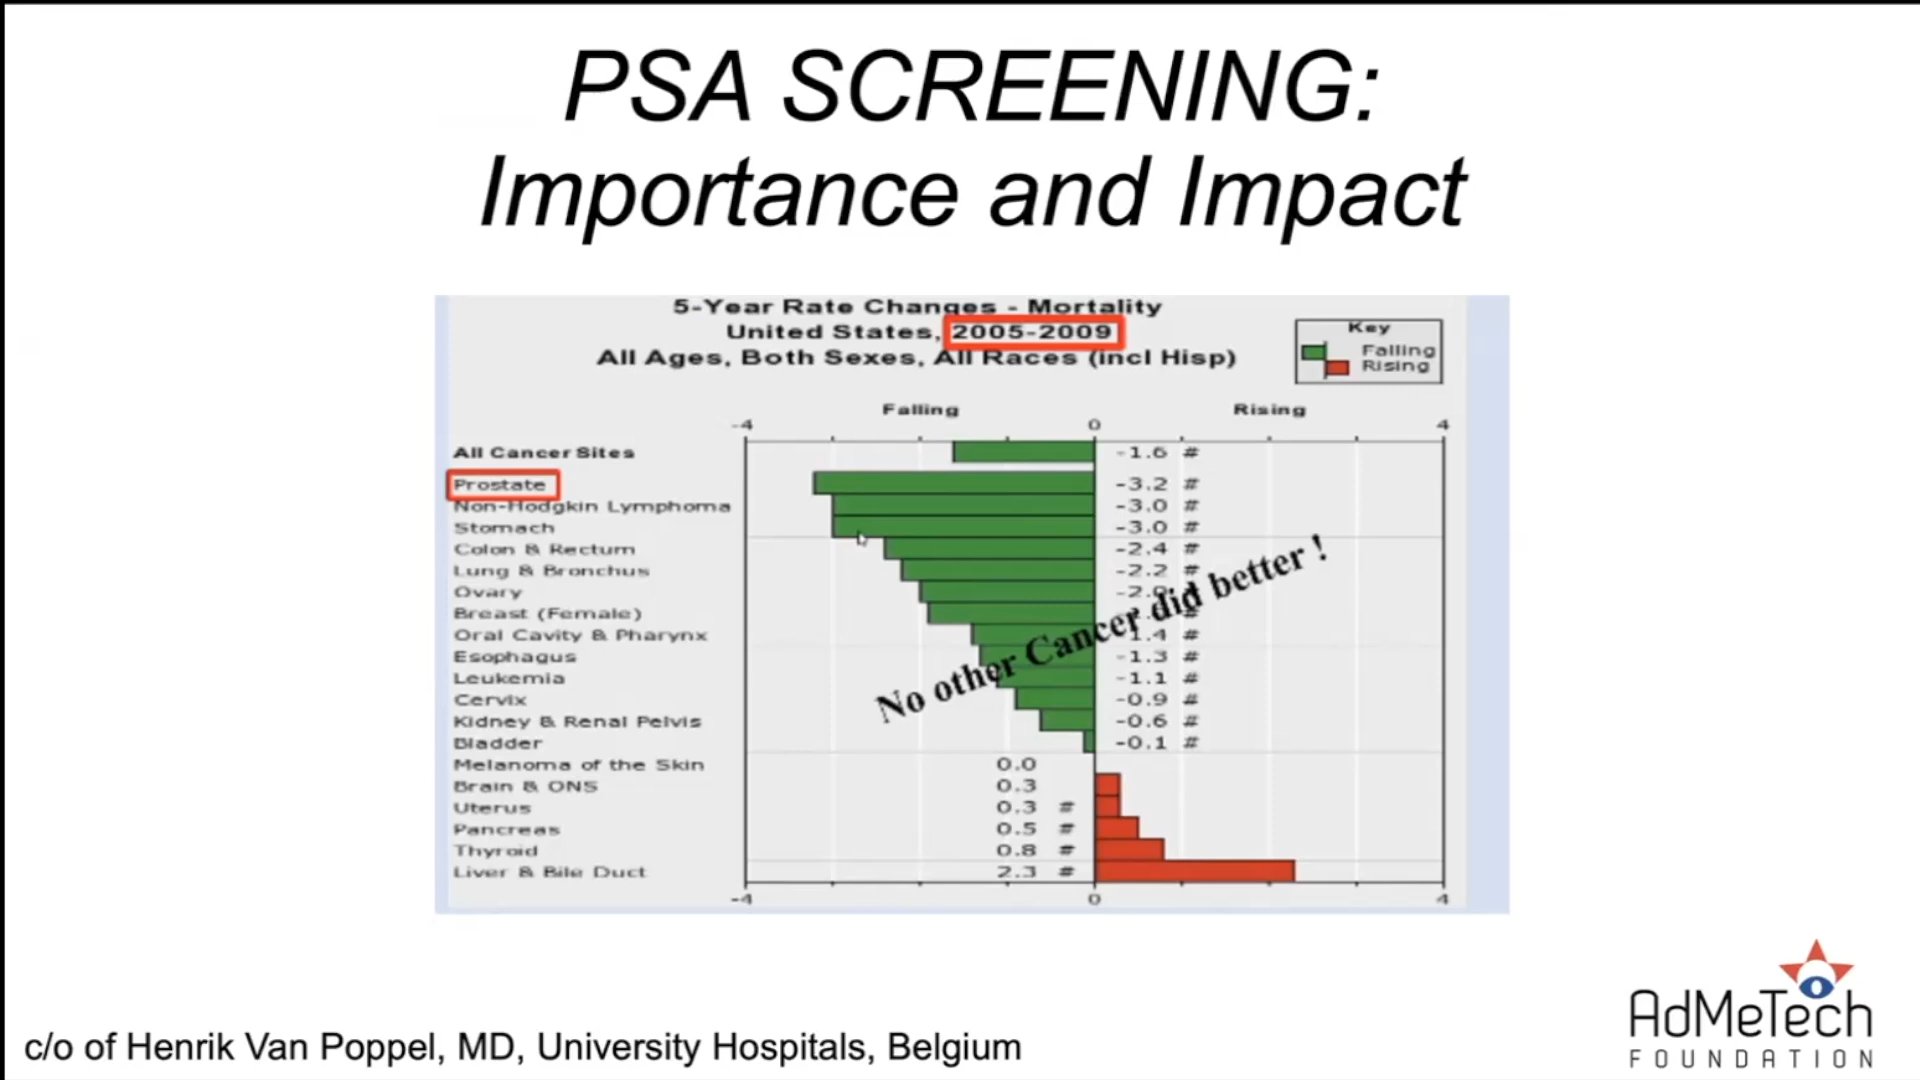 PSA SCREENING:
Importance and Impact
5-Year Rate Changes - Mortality
United States, 2005-2009
All Ages, Both Sexes, All Races (incl Hisp)
Key
Falling
Rising
Falling Rising
-4 0 4
All Cancer Sites -1.6 #
Prostate -3.2 #
Non-Hodgkin Lymphoma -3.0 #
Stomach -3.0 #
Colon & Rectum -2.4 #
Lung & Bronchus -2.2 #
Ovary
Breast (Female)
Oral Cavity & Pharynx 1.4 #
Esophagus -1.3 #
Leukemia -1.1 #
Cervix -0.9 #
Kidney & Renal Pelvis -0.6 #
Bladder -0.1 #
Melanoma of the Skin 0.0
Brain & ONS 0.3
Uterus 0.3 #
Pancreas 0.5 #
Thyroid 0.8 #
Liver & Bile Duct 2.3 #
-4 0 4
No other Cancer did better !
c/o of Henrik Van Poppel, MD, University Hospitals, Belgium
AdMeTech
FOUNDATION